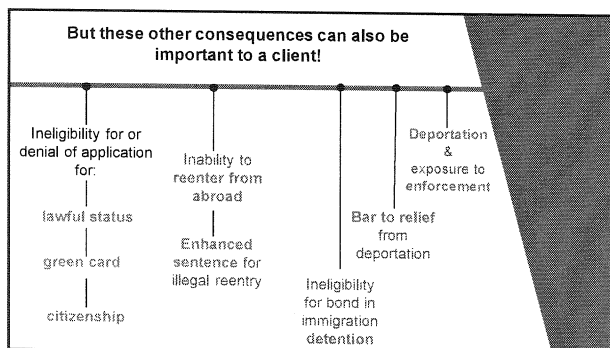 But these other consequences can also be
important to a client!
Ineligibility for or
denial of application
for:
lawful status
green card
citizenship
Inability to
reenter from
abroad
Enhanced
sentence for
illegal reentry
Ineligibility
for bond in
immigration
detention
Bar to relief
from
deportation
Deportation
&
exposure to
enforcement